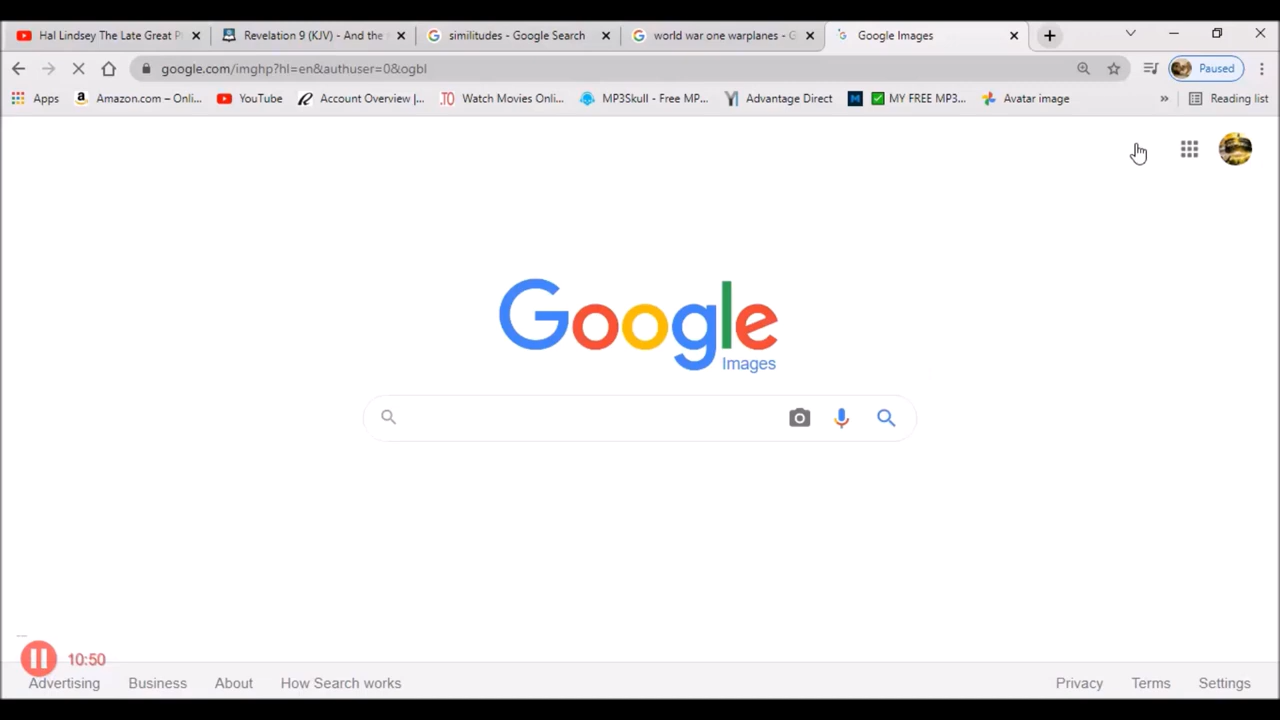 Hal Lindsey The Late Great P
Revelation 9 (KJV) - And the
similitudes - Google Search
world war one warplanes - G
Google Images
google.com/imghp?hl=en&authuser=0&ogbl
Paused
Apps
Amazon.com – Onli...
YouTube
Account Overview |...
.TO Watch Movies Onli...
MP3Skull - Free MP...
Advantage Direct
M
MY FREE MP3...
Avatar image
»
Reading list
Google
Images
10:50
Advertising
Business
About
How Search works
Privacy
Terms
Settings